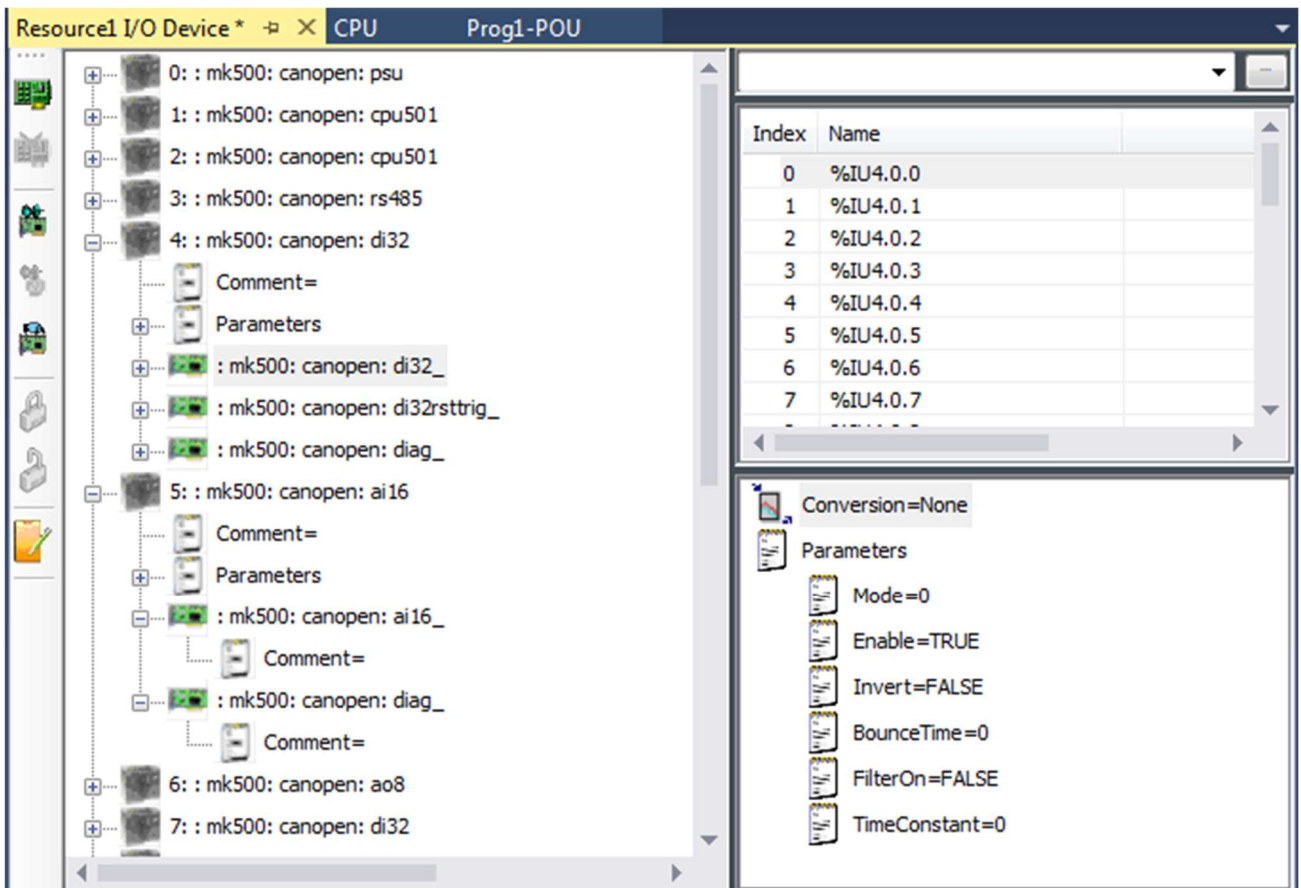 Resource1 I/O Device * CPU Prog1-POU
0: : mk500: canopen: psu
1: : mk500: canopen: cpu501
2: : mk500: canopen: cpu501
3: : mk500: canopen: rs485
4: : mk500: canopen: di32
Comment=
Parameters
: mk500: canopen: di32_
: mk500: canopen: di32rsttrig_
: mk500: canopen: diag_
5: : mk500: canopen: ai16
Comment=
Parameters
: mk500: canopen: ai16_
Comment=
: mk500: canopen: diag_
Comment=
6: : mk500: canopen: ao8
7: : mk500: canopen: di32
Index Name
0 %IU4.0.0
1 %IU4.0.1
2 %IU4.0.2
3 %IU4.0.3
4 %IU4.0.4
5 %IU4.0.5
6 %IU4.0.6
7 %IU4.0.7
Conversion=None
Parameters
Mode=0
Enable=TRUE
Invert=FALSE
BounceTime=0
FilterOn=FALSE
TimeConstant=0